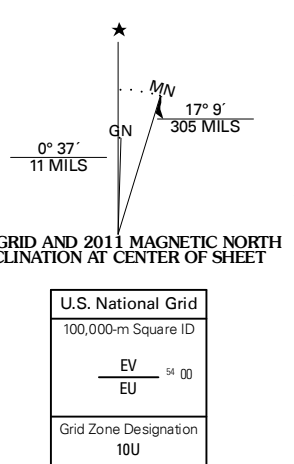 MN
GN
17° 9´
305 MILS
0° 37´
11 MILS
GRID AND 2011 MAGNETIC NORTH
CLINATION AT CENTER OF SHEET
U.S. National Grid
100,000-m Square ID
EV
54 00
EU
Grid Zone Designation
10U